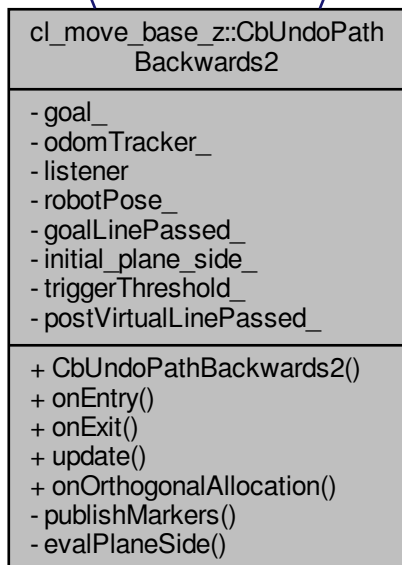 cl_move_base_z::CbUndoPath
Backwards2
- goal_
- odomTracker_
- listener
- robotPose_
- goalLinePassed_
- initial_plane_side_
- triggerThreshold_
- postVirtualLinePassed_
+ CbUndoPathBackwards2()
+ onEntry()
+ onExit()
+ update()
+ onOrthogonalAllocation()
- publishMarkers()
- evalPlaneSide()